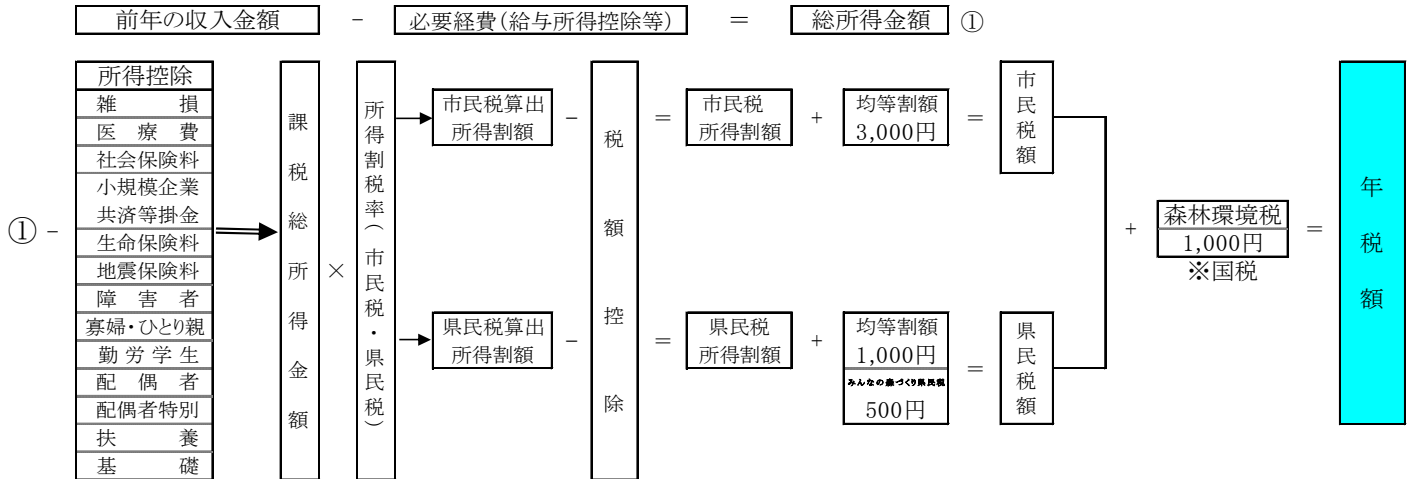 前年の収入金額 － 必要経費（給与所得控除等） ＝ 総所得金額 ①
① －
所得控除
雑損
医療費
社会保険料
小規模企業
共済等掛金
生命保険料
地震保険料
障害者
寡婦・ひとり親
勤労学生
配偶者
配偶者特別
扶養
基礎
課税総所得金額
×
所得割税率（市民税・県民税）
市民税算出
所得割額
－
税額控除
＝
市民税
所得割額
＋
均等割額
3,000円
＝
市民税額
県民税算出
所得割額
－
＝
県民税
所得割額
＋
均等割額
1,000円
みんなの森づくり県民税
500円
＝
県民税額
＋
森林環境税
1,000円
※国税
＝
年税額